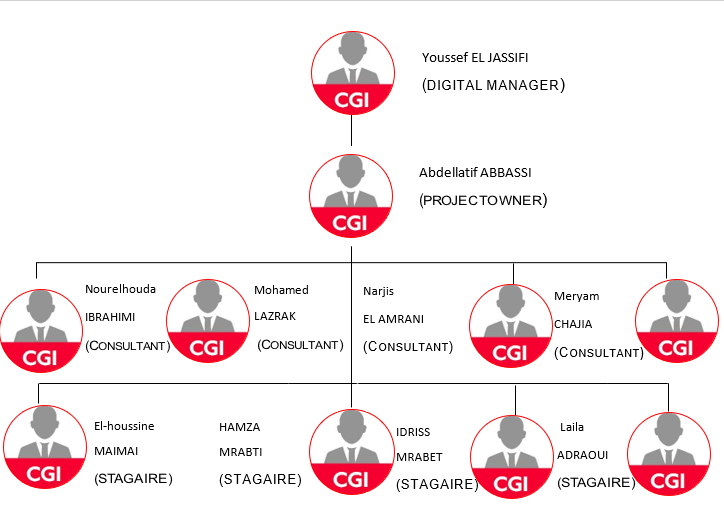 CGI
Youssef EL JASSIFI
(DIGITAL MANAGER)
CGI
Abdellatif ABBASSI
(PROJECTOWNER)
CGI
Nourelhouda
IBRAHIMI
(CONSULTANT)
CGI
Mohamed
LAZRAK
(CONSULTANT)
Narjis
EL AMRANI
(CONSULTANT)
CGI
Meryam
CHAJIA
(CONSULTANT)
CGI
CGI
El-houssine
MAIMAI
(STAGAIRE)
HAMZA
MRABTI
(STAGAIRE)
CGI
IDRISS
MRABET
(STAGAIRE)
CGI
Laila
ADRAOUI
(STAGAIRE)
CGI